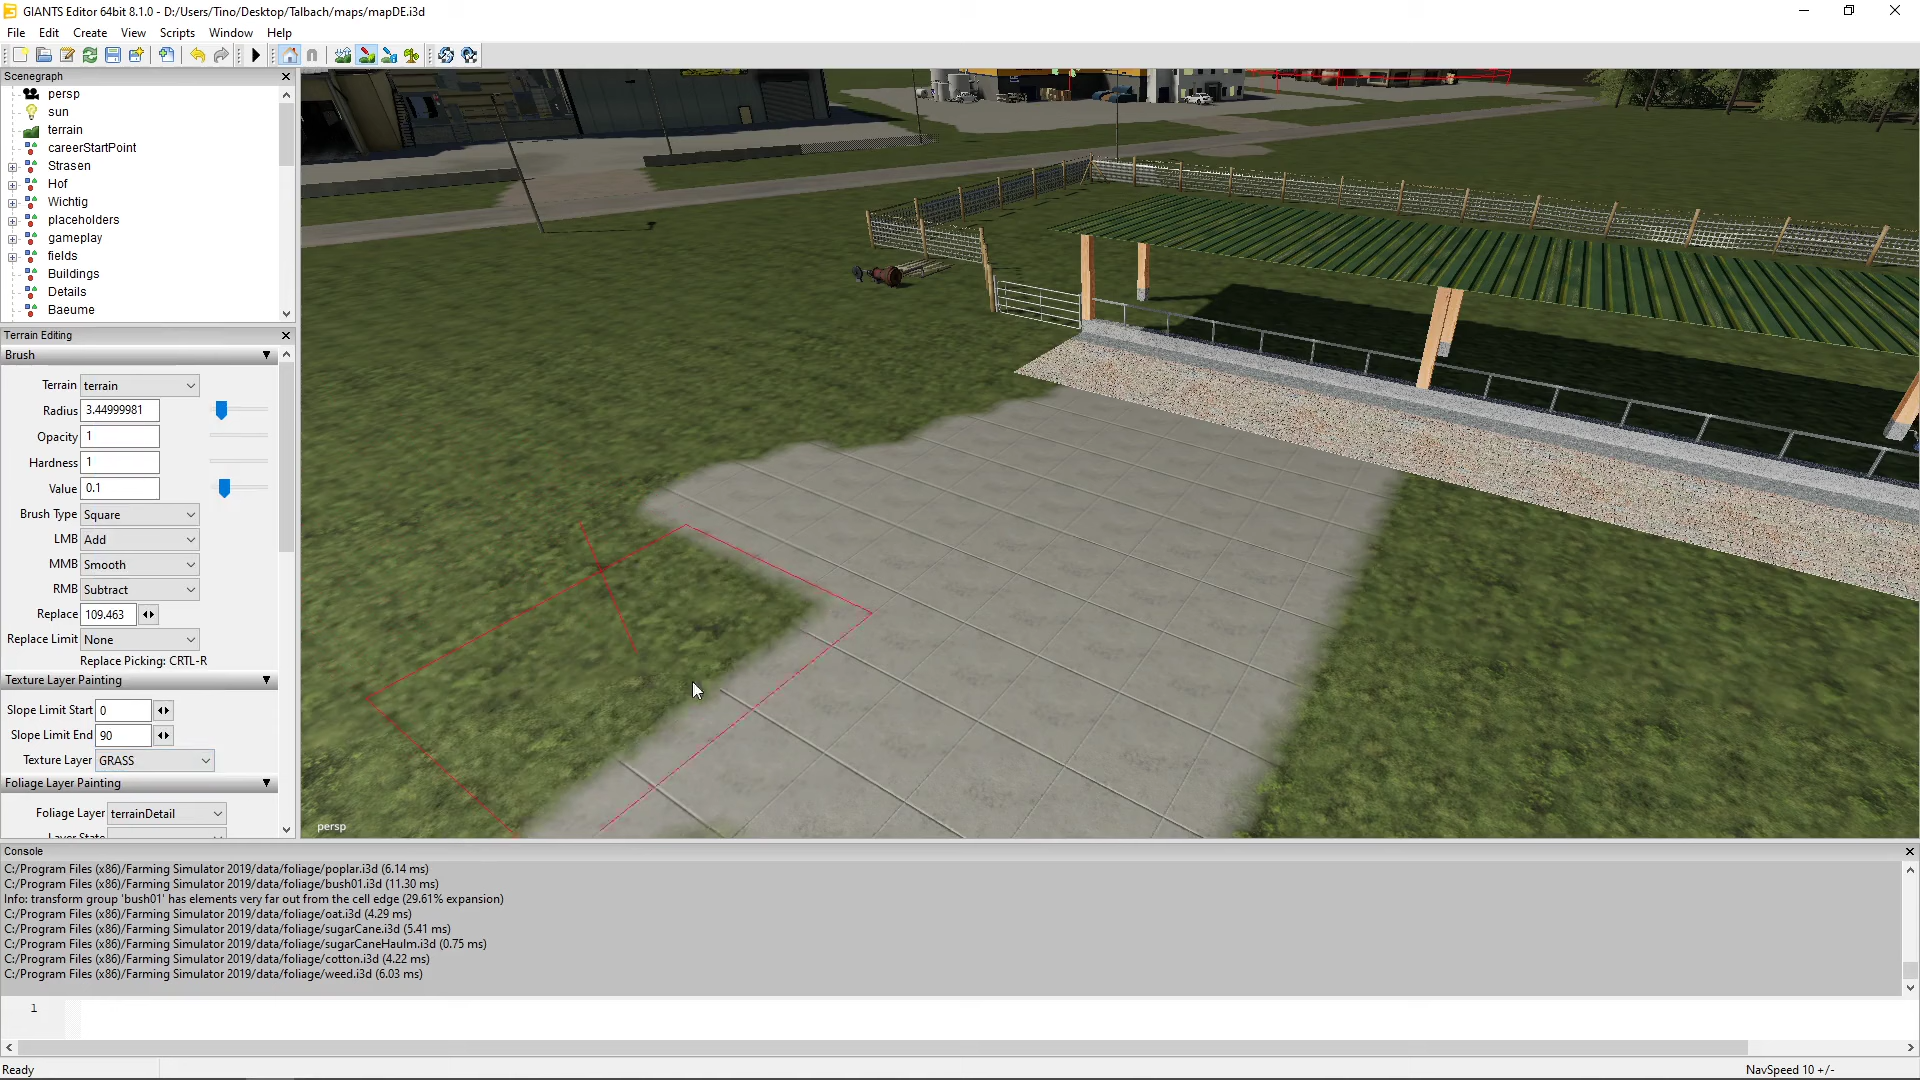 GIANTS Editor 64bit 8.1.0 - D:/Users/Tino/Desktop/Talbach/maps/mapDE.i3d
File Edit Create View Scripts Window Help
Scenegraph
persp
sun
terrain
careerStartPoint
Strasen
Hof
Wichtig
placeholders
gameplay
fields
Buildings
Details
Baeume
Terrain Editing
Brush
Terrain terrain
Radius 3.44999981
Opacity 1
Hardness 1
Value 0.1
Brush Type Square
LMB Add
MMB Smooth
RMB Subtract
Replace 109.463
Replace Limit None
Replace Picking: CRTL-R
Texture Layer Painting
Slope Limit Start 0
Slope Limit End 90
Texture Layer GRASS
Foliage Layer Painting
Foliage Layer terrainDetail
Layer State
persp
Console
C:/Program Files (x86)/Farming Simulator 2019/data/foliage/poplar.i3d (6.14 ms)
C:/Program Files (x86)/Farming Simulator 2019/data/foliage/bush01.i3d (11.30 ms)
Info: transform group 'bush01' has elements very far out from the cell edge (29.61% expansion)
C:/Program Files (x86)/Farming Simulator 2019/data/foliage/oat.i3d (4.29 ms)
C:/Program Files (x86)/Farming Simulator 2019/data/foliage/sugarCane.i3d (5.41 ms)
C:/Program Files (x86)/Farming Simulator 2019/data/foliage/sugarCaneHaulm.i3d (0.75 ms)
C:/Program Files (x86)/Farming Simulator 2019/data/foliage/cotton.i3d (4.22 ms)
C:/Program Files (x86)/Farming Simulator 2019/data/foliage/weed.i3d (6.03 ms)
1
Ready
NavSpeed 10 +/-